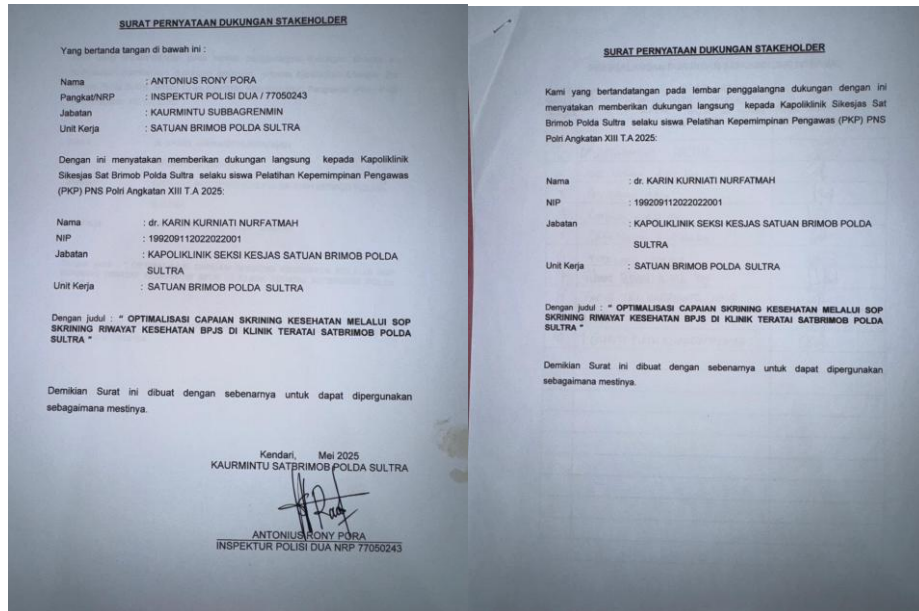 SURAT PERNYATAAN DUKUNGAN STAKEHOLDER
Yang bertanda tangan di bawah ini :
Nama : ANTONIUS RONY PORA
Pangkat/NRP : INSPEKTUR POLISI DUA / 77050243
Jabatan : KAURMINTU SUBBAGRENMIN
Unit Kerja : SATUAN BRIMOB POLDA SULTRA
Dengan ini menyatakan memberikan dukungan langsung kepada Kapoliklinik
Sikesjas Sat Brimob Polda Sultra selaku siswa Pelatihan Kepemimpinan Pengawas
(PKP) PNS Polri Angkatan XIII T.A 2025:
Nama : dr. KARIN KURNIATI NURFATMAH
NIP : 199209112022022001
Jabatan : KAPOLIKLINIK SEKSI KESJAS SATUAN BRIMOB POLDA
SULTRA
Unit Kerja : SATUAN BRIMOB POLDA SULTRA
Dengan judul : " OPTIMALISASI CAPAIAN SKRINING KESEHATAN MELALUI SOP
SKRINING RIWAYAT KESEHATAN BPJS DI KLINIK TERATAI SATBRIMOB POLDA
SULTRA "
Demikian Surat ini dibuat dengan sebenarnya untuk dapat dipergunakan
sebagaimana mestinya.
Kendari, Mei 2025
KAURMINTU SATBRIMOB POLDA SULTRA
ANTONIUS RONY PORA
INSPEKTUR POLISI DUA NRP 77050243
SURAT PERNYATAAN DUKUNGAN STAKEHOLDER
Kami yang bertandatangan pada lembar penggalangna dukungan dengan ini
menyatakan memberikan dukungan langsung kepada Kapoliklinik Sikesjas Sat
Brimob Polda Sultra selaku siswa Pelatihan Kepemimpinan Pengawas (PKP) PNS
Polri Angkatan XIII T.A 2025:
Nama : dr. KARIN KURNIATI NURFATMAH
NIP : 199209112022022001
Jabatan : KAPOLIKLINIK SEKSI KESJAS SATUAN BRIMOB POLDA
SULTRA
Unit Kerja : SATUAN BRIMOB POLDA SULTRA
Dengan judul : " OPTIMALISASI CAPAIAN SKRINING KESEHATAN MELALUI SOP
SKRINING RIWAYAT KESEHATAN BPJS DI KLINIK TERATAI SATBRIMOB POLDA
SULTRA "
Demikian Surat ini dibuat dengan sebenarnya untuk dapat dipergunakan
sebagaimana mestinya.